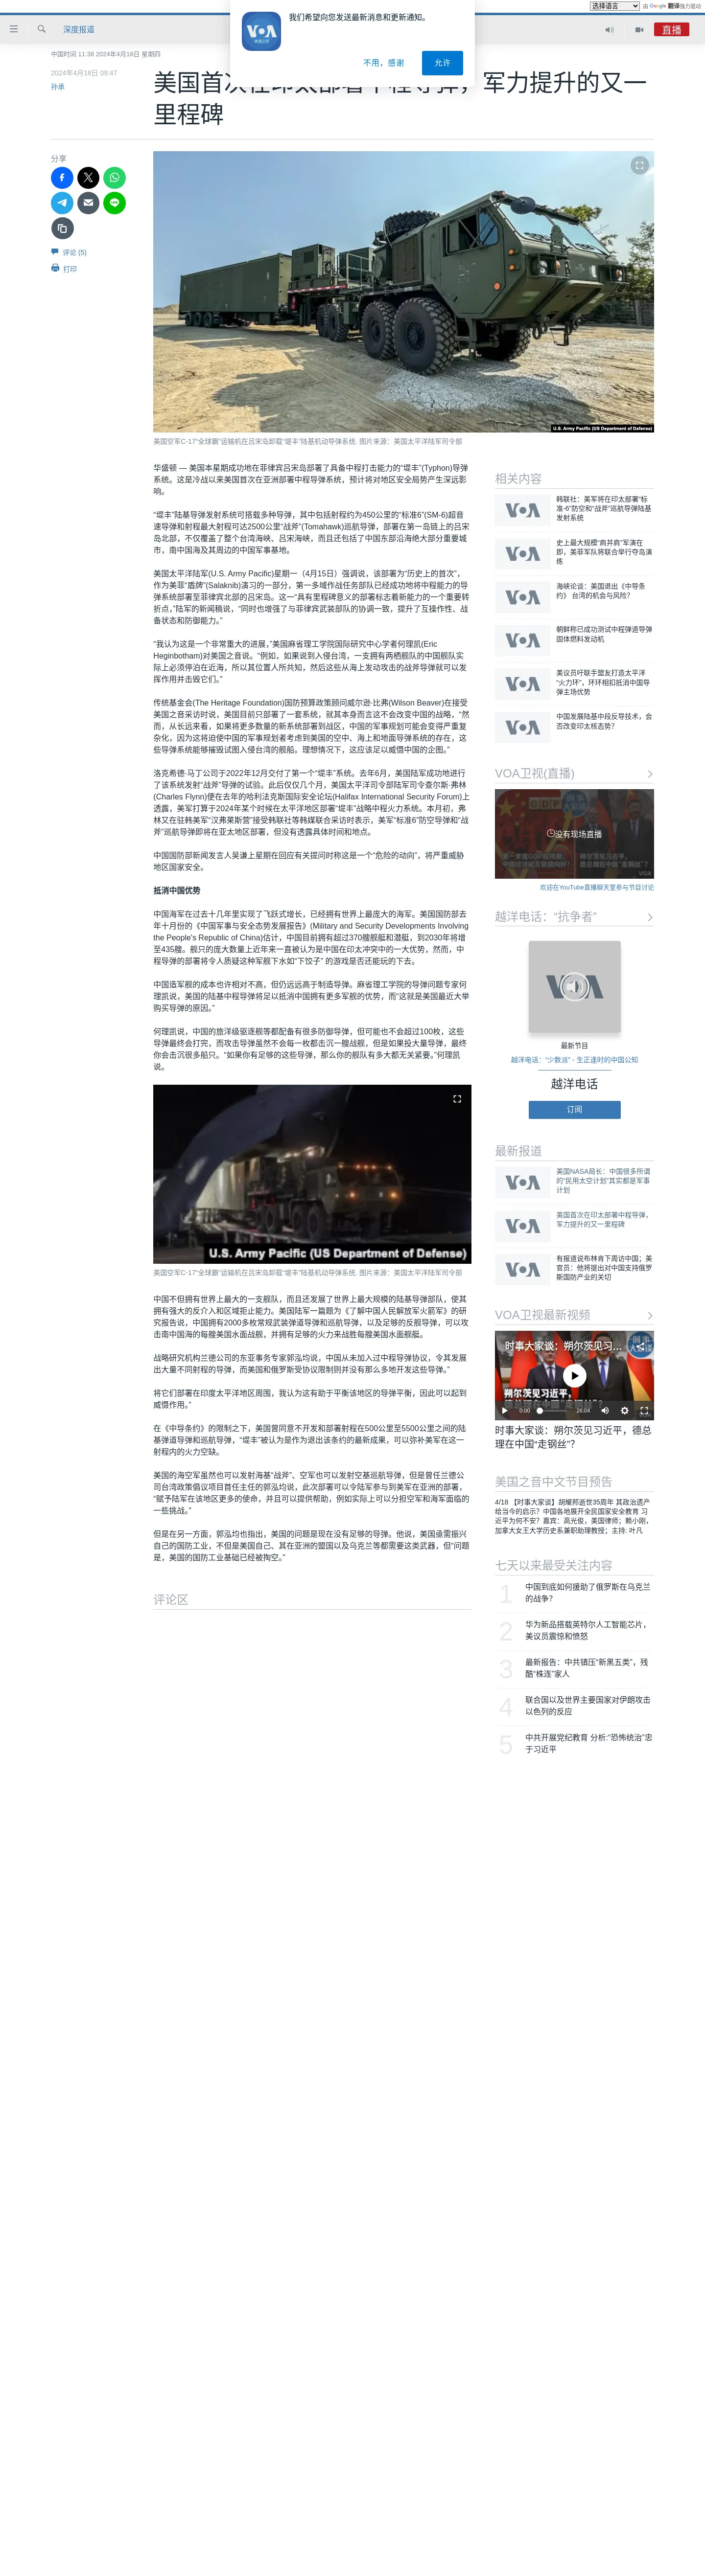 选择语言
由 Google 翻译强力驱动
我们希望向您发送最新消息和更新通知。
VOA
不用，感谢
允许
深度报道
直播
中国时间 11:38 2024年4月18日 星期四
2024年4月18日 09:47
孙承
美国首次在印太部署中程导弹，军力提升的又一
里程碑
分享
评论 (5)
打印
U.S. Army Pacific (US Department of Defense)
美国空军C-17“全球霸”运输机在吕宋岛卸载“堤丰”陆基机动导弹系统. 图片来源：美国太平洋陆军司令部
华盛顿 — 美国本星期成功地在菲律宾吕宋岛部署了具备中程打击能力的“堤丰”(Typhon)导弹
系统。这是冷战以来美国首次在亚洲部署中程导弹系统，预计将对地区安全局势产生深远影
响。
“堤丰”陆基导弹发射系统可搭载多种导弹，其中包括射程约为450公里的“标准6”(SM-6)超音
速导弹和射程最大射程可达2500公里“战斧”(Tomahawk)巡航导弹，部署在第一岛链上的吕宋
岛北部，不仅覆盖了整个台湾海峡、吕宋海峡，而且还包括了中国东部沿海绝大部分重要城
市，南中国海及其周边的中国军事基地。
美国太平洋陆军(U.S. Army Pacific)星期一（4月15日）强调说，该部署为“历史上的首次”，
作为美菲“盾牌”(Salaknib)演习的一部分，第一多域作战任务部队已经成功地将中程能力的导
弹系统部署至菲律宾北部的吕宋岛。这一“具有里程碑意义的部署标志着新能力的一个重要转
折点，”陆军的新闻稿说，“同时也增强了与菲律宾武装部队的协调一致，提升了互操作性、战
备状态和防御能力。”
“我认为这是一个非常重大的进展，”美国麻省理工学院国际研究中心学者何理凯(Eric
Heginbotham)对美国之音说。“例如，如果说到入侵台湾，一支拥有两栖舰队的中国舰队实
际上必须停泊在近海，所以其位置人所共知，然后这些从海上发动攻击的战斧导弹就可以发
挥作用并击毁它们。”
传统基金会(The Heritage Foundation)国防预算政策顾问威尔逊·比弗(Wilson Beaver)在接受
美国之音采访时说，美国目前只部署了一套系统，就其本身而言这不会改变中国的战略，“然
而，从长远来看，如果将更多数量的新系统部署到战区，中国的军事规划可能会变得严重复
杂化，因为这将迫使中国的军事规划者考虑到美国的空中、海上和地面导弹系统的存在，这
些导弹系统能够摧毁试图入侵台湾的舰船。理想情况下，这应该足以威慑中国的企图。”
洛克希德·马丁公司于2022年12月交付了第一个“堤丰”系统。去年6月，美国陆军成功地进行
了该系统发射“战斧”导弹的试验。此后仅仅几个月，美国太平洋司令部陆军司令查尔斯·弗林
(Charles Flynn)便在去年的哈利法克斯国际安全论坛(Halifax International Security Forum)上
透露，美军打算于2024年某个时候在太平洋地区部署“堤丰”战略中程火力系统。本月初，弗
林又在驻韩美军“汉弗莱斯营”接受韩联社等韩媒联合采访时表示，美军“标准6”防空导弹和“战
斧”巡航导弹即将在亚太地区部署，但没有透露具体时间和地点。
中国国防部新闻发言人吴谦上星期在回应有关提问时称这是一个“危险的动向”，将严重威胁
地区国家安全。
抵消中国优势
中国海军在过去十几年里实现了飞跃式增长，已经拥有世界上最庞大的海军。美国国防部去
年十月份的《中国军事与安全态势发展报告》(Military and Security Developments Involving
the People's Republic of China)估计，中国目前拥有超过370艘舰艇和潜艇，到2030年将增
至435艘。舰只的庞大数量上近年来一直被认为是中国在印太冲突中的一大优势，然而，中
程导弹的部署将令人质疑这种军舰下水如“下饺子” 的游戏是否还能玩的下去。
中国造军舰的成本也许相对不高，但仍远远高于制造导弹。麻省理工学院的导弹问题专家何
理凯说，美国的陆基中程导弹将足以抵消中国拥有更多军舰的优势，而“这就是美国最近大举
购买导弹的原因。”
何理凯说，中国的旅洋级驱逐舰等都配备有很多防御导弹，但可能也不会超过100枚，这些
导弹最终会打完，而攻击导弹虽然不会每一枚都击沉一艘战舰，但是如果投大量导弹，最终
你会击沉很多船只。“如果你有足够的这些导弹，那么你的舰队有多大都无关紧要。”何理凯
说。
U.S. Army Pacific (US Department of Defense)
美国空军C-17“全球霸”运输机在吕宋岛卸载“堤丰”陆基机动导弹系统. 图片来源：美国太平洋陆军司令部
中国不但拥有世界上最大的一支舰队，而且还发展了世界上最大规模的陆基导弹部队，使其
拥有强大的反介入和区域拒止能力。美国陆军一篇题为《了解中国人民解放军火箭军》的研
究报告说，中国拥有2000多枚常规武装弹道导弹和巡航导弹，以及足够的反舰导弹，可以攻
击南中国海的每艘美国水面战舰，并拥有足够的火力来战胜每艘美国水面舰艇。
战略研究机构兰德公司的东亚事务专家郭泓均说，中国从未加入过中程导弹协议，令其发展
出大量不同射程的导弹，而美国和俄罗斯受协议限制并没有那么多地开发这些导弹。”
将它们部署在印度太平洋地区周围，我认为这有助于平衡该地区的导弹平衡，因此可以起到
威慑作用。”
在《中导条约》的限制之下，美国曾同意不开发和部署射程在500公里至5500公里之间的陆
基弹道导弹和巡航导弹，“堤丰”被认为是作为退出该条约的最新成果，可以弥补美军在这一
射程内的火力空缺。
美国的海空军虽然也可以发射海基“战斧”、空军也可以发射空基巡航导弹，但是曾任兰德公
司台湾政策倡议项目首任主任的郭泓均说，此次部署可以令陆军参与到美军在亚洲的部署，
“赋予陆军在该地区更多的使命，并且可以提供帮助，例如实际上可以分担空军和海军面临的
一些挑战。”
但是在另一方面，郭泓均也指出，美国的问题是现在没有足够的导弹。他说，美国亟需振兴
自己的国防工业，不但是美国自己、其在亚洲的盟国以及乌克兰等都需要这类武器，但“问题
是，美国的国防工业基础已经被掏空。”
评论区
相关内容
VOA
韩联社：美军将在印太部署“标
准-6”防空和“战斧”巡航导弹陆基
发射系统
VOA
史上最大规模“肩并肩”军演在
即，美菲军队将联合举行夺岛演
练
VOA
海峡论谈：美国退出《中导条
约》 台湾的机会与风险？
VOA
朝鲜称已成功测试中程弹道导弹
固体燃料发动机
VOA
美议员吁联手盟友打造太平洋
“火力环”，环环相扣抵消中国导
弹主场优势
VOA
中国发展陆基中段反导技术，会
否改变印太核态势？
VOA卫视(直播)
没有现场直播
VOA
欢迎在YouTube直播聊天室参与节目讨论
越洋电话：“抗争者”
VOA
最新节目
越洋电话：“少数派” - 生正逢时的中国公知
越洋电话
订阅
最新报道
VOA
美国NASA局长：中国很多所谓
的“民用太空计划”其实都是军事
计划
VOA
美国首次在印太部署中程导弹，
军力提升的又一里程碑
VOA
有报道说布林肯下周访中国；美
官员：他将提出对中国支持俄罗
斯国防产业的关切
VOA卫视最新视频
时事大家谈：朔尔茨见习...
朔尔茨见习近平，
0:00
26:04
时事大家谈：朔尔茨见习近平，德总
理在中国“走钢丝”？
美国之音中文节目预告
4/18 【时事大家谈】胡耀邦逝世35周年 其政治遗产
给当今的启示？中国各地展开全民国家安全教育 习
近平为何不安？嘉宾：高光俊，美国律师；赖小刚，
加拿大女王大学历史系兼职助理教授；主持: 叶凡
七天以来最受关注内容
1
中国到底如何援助了俄罗斯在乌克兰
的战争？
2
华为新品搭载英特尔人工智能芯片，
美议员震惊和愤怒
3
最新报告：中共镇压“新黑五类”，残
酷“株连”家人
4
联合国以及世界主要国家对伊朗攻击
以色列的反应
5
中共开展党纪教育 分析:“恐怖统治”忠
于习近平